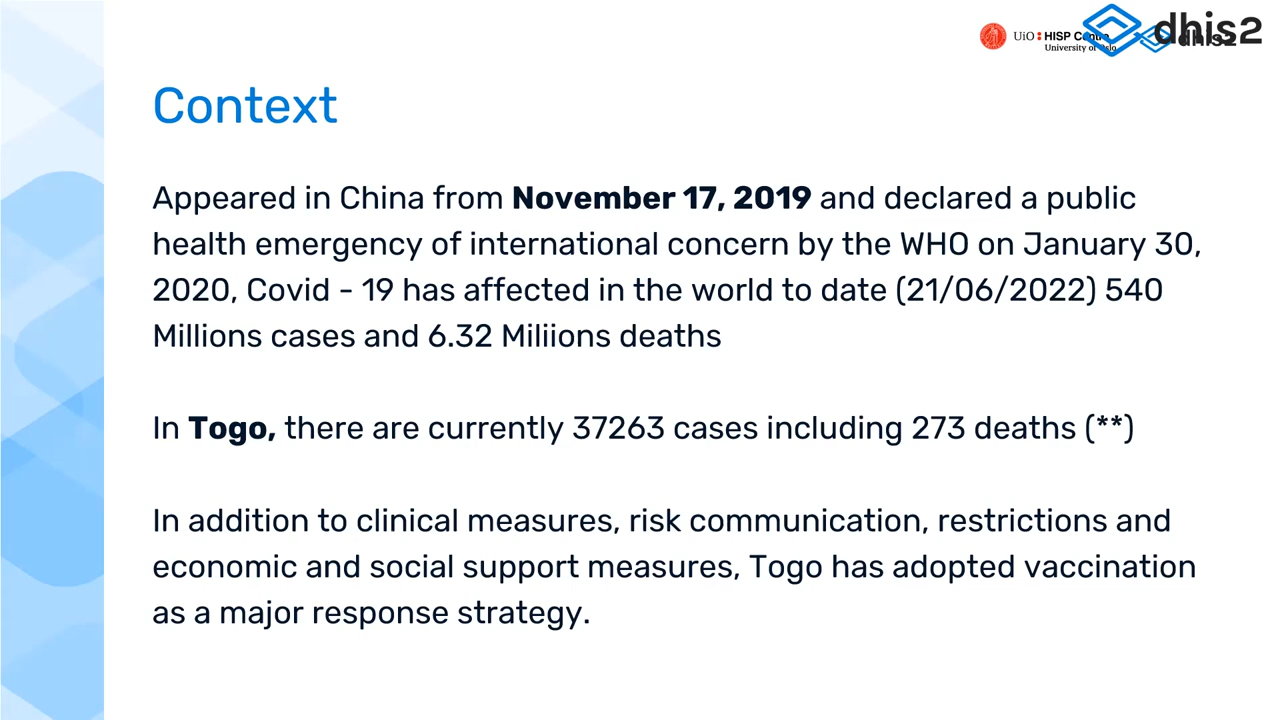 UiO HISP Centre
University of Oslo
dhis2
dhis2
Context
Appeared in China from November 17, 2019 and declared a public
health emergency of international concern by the WHO on January 30,
2020, Covid - 19 has affected in the world to date (21/06/2022) 540
Millions cases and 6.32 Miliions deaths
In Togo, there are currently 37263 cases including 273 deaths (**)
In addition to clinical measures, risk communication, restrictions and
economic and social support measures, Togo has adopted vaccination
as a major response strategy.